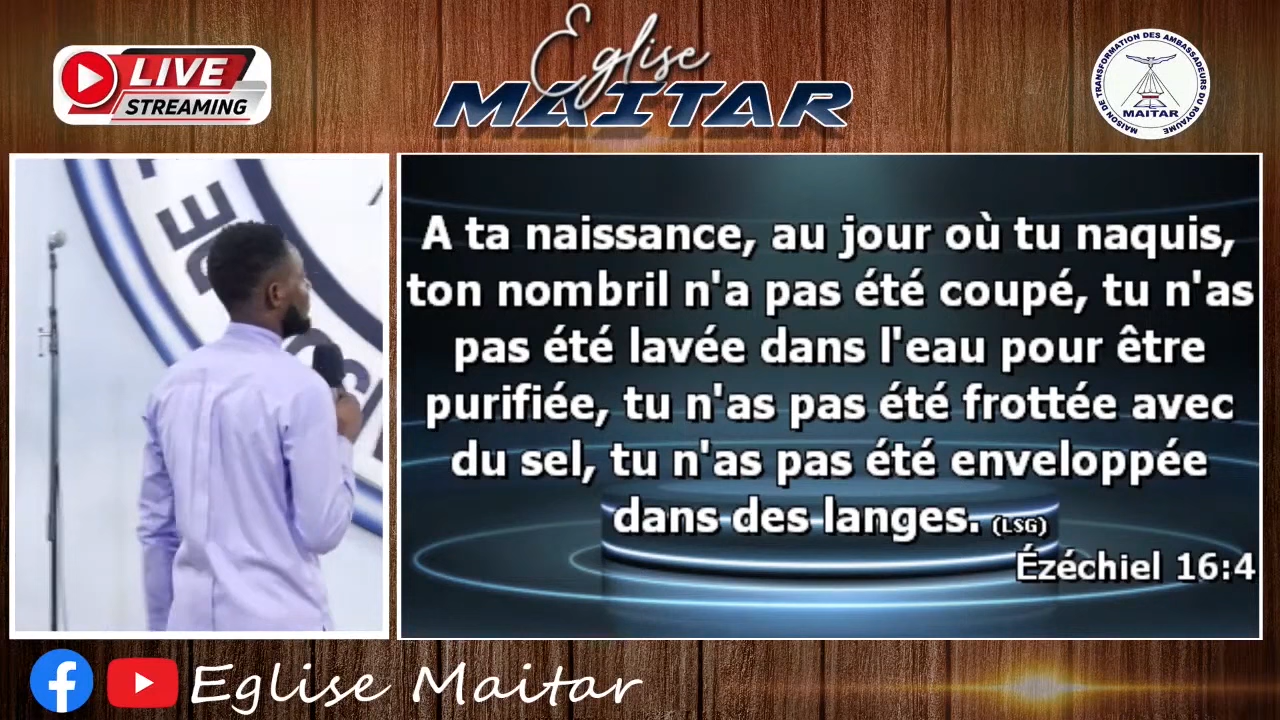 LIVE
STREAMING
Eglise
MAITAR
MAISON DE TRANSFORMATION DES AMBASSADEURS DU ROYAUME
MAITAR
DE
A ta naissance, au jour où tu naquis,
ton nombril n'a pas été coupé, tu n'as
pas été lavée dans l'eau pour être
purifiée, tu n'as pas été frottée avec
du sel, tu n'as pas été enveloppée
dans des langes. (LSG)
Ézéchiel 16:4
Eglise Maitar